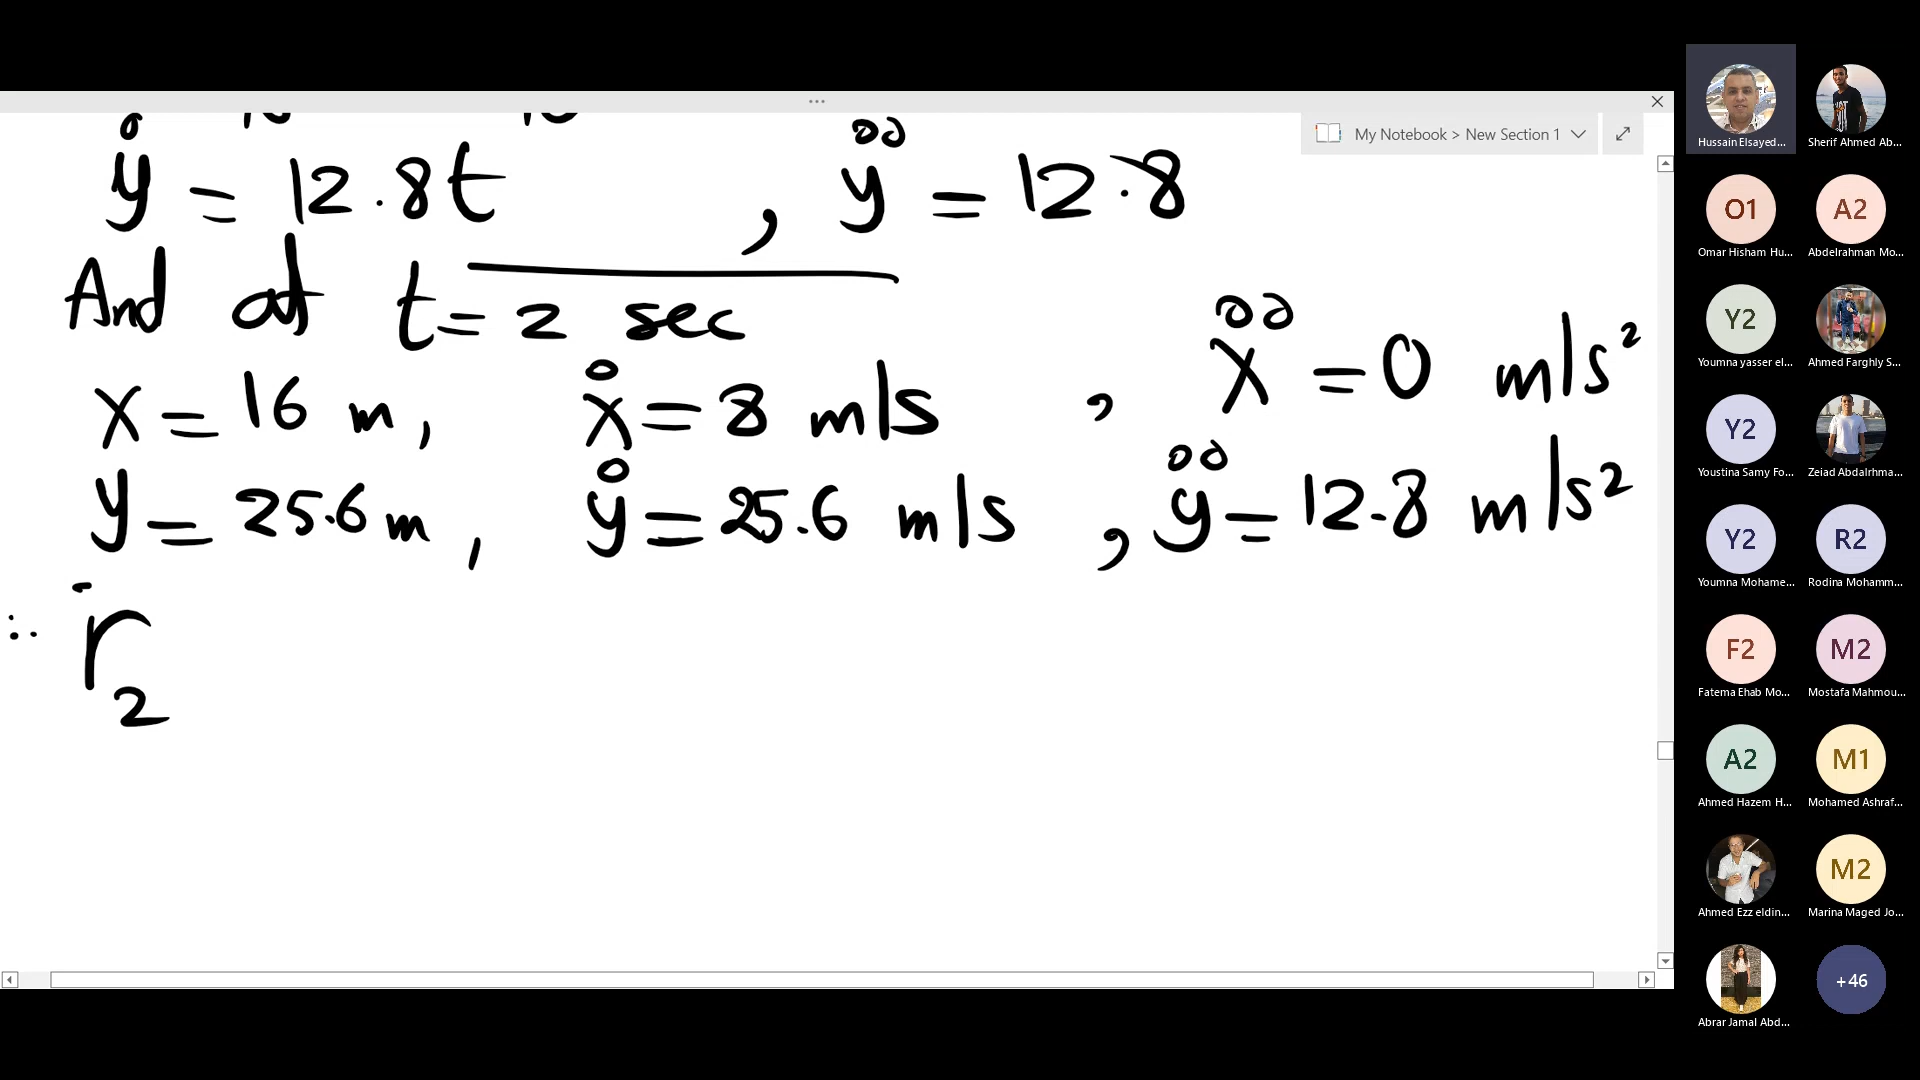 ...
My Notebook > New Section 1
ẏ = 12.8t , ÿ = 12.8
And at t = 2 sec
x = 16 m, ẋ = 8 m/s , ẍ = 0 m/s²
y = 25.6 m, ẏ = 25.6 m/s , ÿ = 12.8 m/s²
∴ r̄₂
Hussain Elsayed...
Sherif Ahmed Ab...
O1
Omar Hisham Hu...
A2
Abdelrahman Mo...
Y2
Youmna yasser el...
Ahmed Farghly S...
Y2
Youstina Samy Fo...
Zeiad Abdalrhma...
Y2
Youmna Mohame...
R2
Rodina Mohamm...
F2
Fatema Ehab Mo...
M2
Mostafa Mahmou...
A2
Ahmed Hazem H...
M1
Mohamed Ashraf...
Ahmed Ezz eldin...
M2
Marina Maged Jo...
Abrar Jamal Abd...
+46